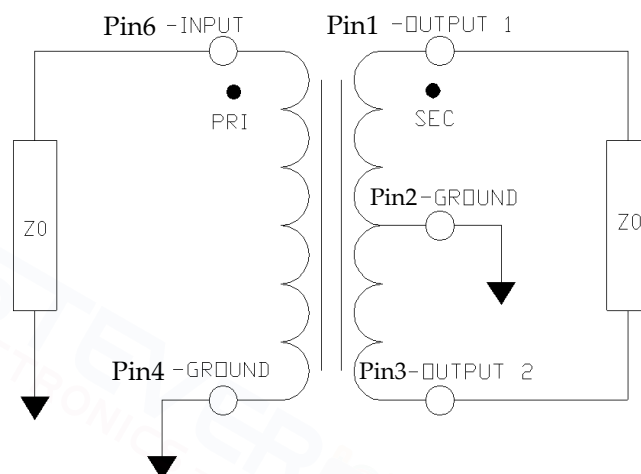 Pin6 -INPUT
Pin1 -OUTPUT 1
PRI
SEC
Z0
Pin2-GROUND
Z0
Pin4 -GROUND
Pin3-OUTPUT 2